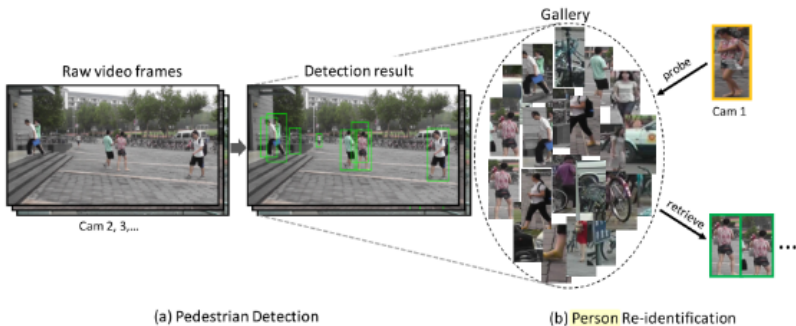 Gallery
Raw video frames
Detection result
probe
Cam 1
retrieve
Cam 2, 3,...
...
(a) Pedestrian Detection
(b) Person Re-identification